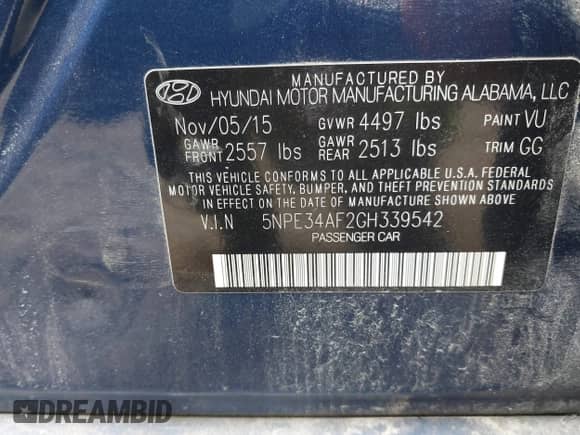 MANUFACTURED BY
HYUNDAI MOTOR MANUFACTURING ALABAMA, LLC
Nov/05/15 GVWR 4497 lbs PAINT VU
GAWR FRONT 2557 lbs GAWR REAR 2513 lbs TRIM GG
THIS VEHICLE CONFORMS TO ALL APPLICABLE U.S.A. FEDERAL
MOTOR VEHICLE SAFETY, BUMPER, AND THEFT PREVENTION STANDARDS
IN EFFECT ON THE DATE OF MANUFACTURE SHOWN ABOVE
V.I.N 5NPE34AF2GH339542
PASSENGER CAR
DREAMBID